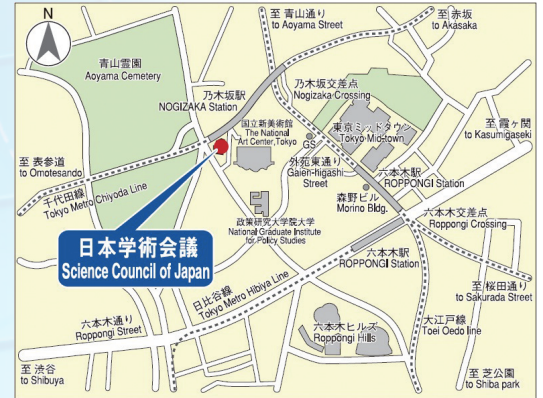 N
至 青山通り
to Aoyama Street
至 赤坂
to Akasaka
青山霊園
Aoyama Cemetery
乃木坂駅
NOGIZAKA Station
乃木坂交差点
Nogizaka Crossing
国立新美術館
The National
Art Center,Tokyo
GS
東京ミッドタウン
Tokyo Mid-town
至 霞ヶ関
to Kasumigaseki
至 表参道
to Omotesando
外苑東通り
Gaien-higashi
Street
六本木駅
ROPPONGI Station
千代田線
Tokyo Metro Chiyoda Line
森野ビル
Morino Bldg.
六本木交差点
Roppongi Crossing
政策研究大学院大学
National Graduate Institute
for Policy Studies
日本学術会議
Science Council of Japan
六本木駅
ROPPONGI Station
至 桜田通り
to Sakurada Street
日比谷線
Tokyo Metro Hibiya Line
六本木通り
Roppongi Street
六本木ヒルズ
Roppongi Hills
大江戸線
Toei Oedo line
至 渋谷
to Shibuya
至 芝公園
to Shiba park